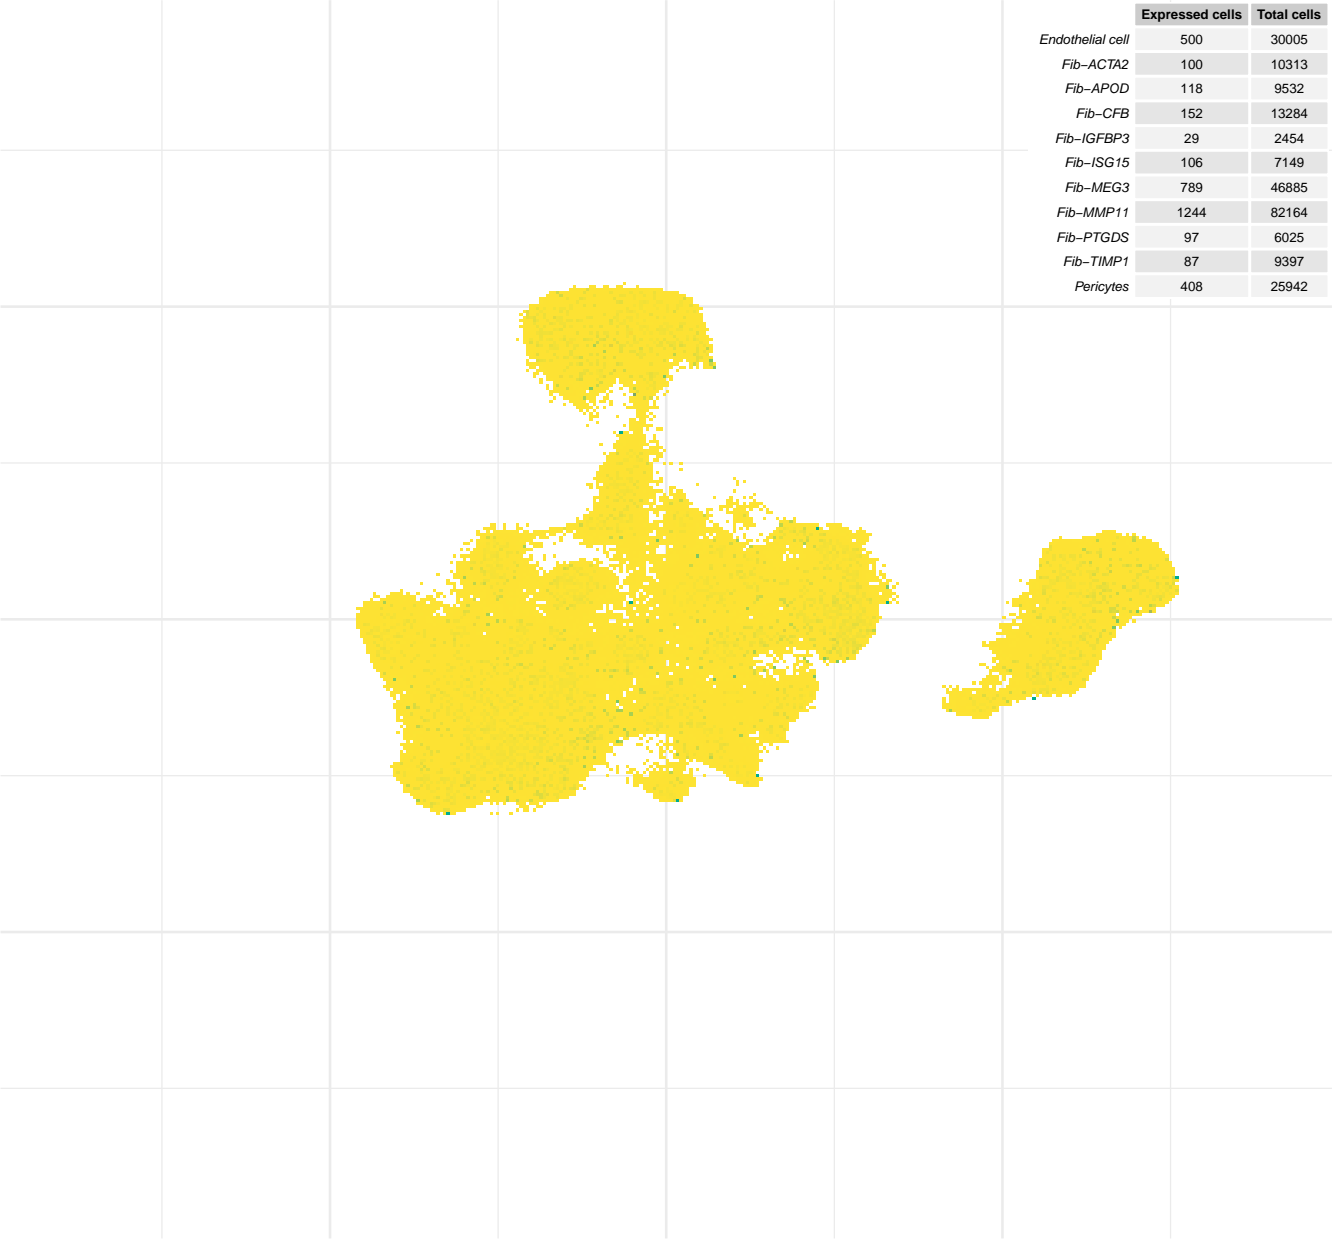 Expressed cells Total cells
Endothelial cell 500 30005
Fib−ACTA2 100 10313
Fib−APOD 118 9532
Fib−CFB 152 13284
Fib−IGFBP3 29 2454
Fib−ISG15 106 7149
Fib−MEG3 789 46885
Fib−MMP11 1244 82164
Fib−PTGDS 97 6025
Fib−TIMP1 87 9397
Pericytes 408 25942